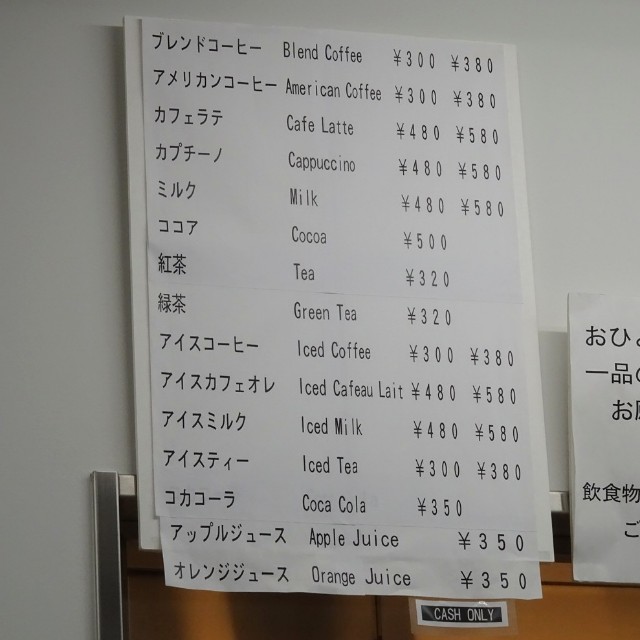 ブレンドコーヒー Blend Coffee ¥300 ¥380
アメリカンコーヒー American Coffee ¥300 ¥380
カフェラテ Cafe Latte ¥480 ¥580
カプチーノ Cappuccino ¥480 ¥580
ミルク Milk ¥480 ¥580
ココア Cocoa ¥500
紅茶 Tea ¥320
緑茶 Green Tea ¥320
アイスコーヒー Iced Coffee ¥300 ¥380
アイスカフェオレ Iced Cafeau Lait ¥480 ¥580
アイスミルク Iced Milk ¥480 ¥580
アイスティー Iced Tea ¥300 ¥380
コカコーラ Coca Cola ¥350
アップルジュース Apple Juice ¥350
オレンジジュース Orange Juice ¥350
CASH ONLY
おひ
一品の
お
飲食物
ご